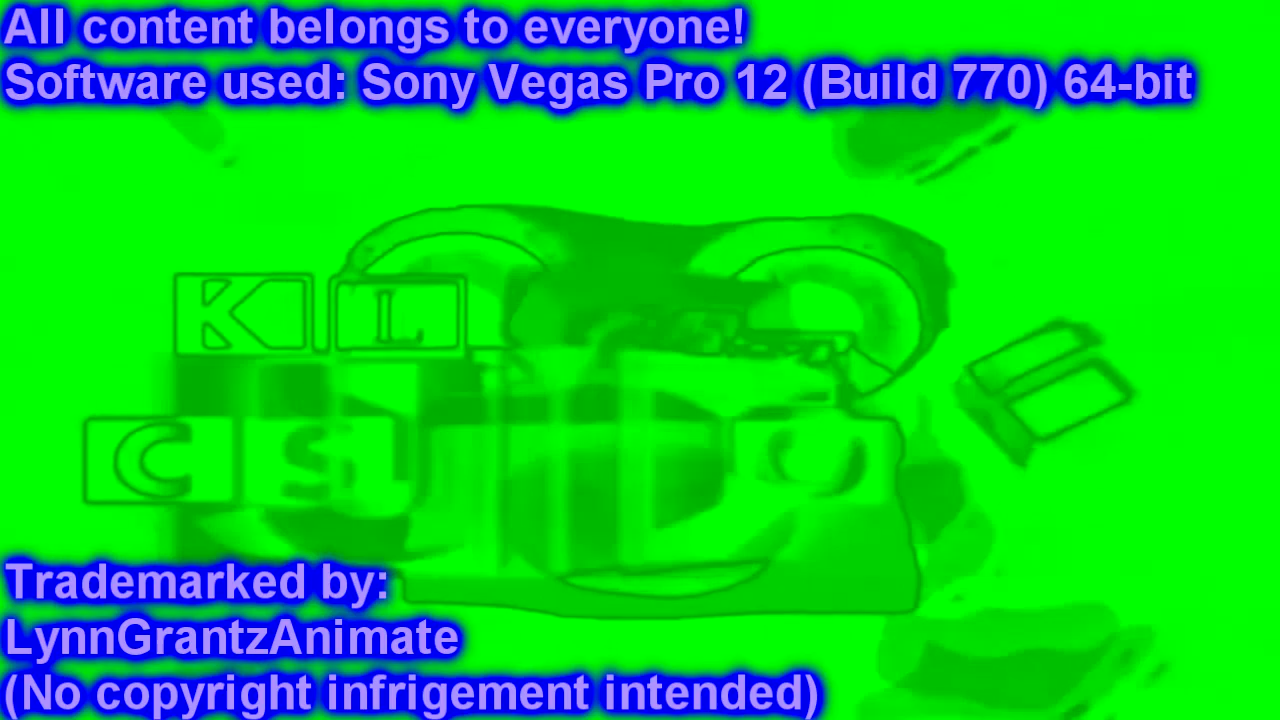 All content belongs to everyone!
Software used: Sony Vegas Pro 12 (Build 770) 64-bit
K L
C S
Trademarked by:
LynnGrantzAnimate
(No copyright infrigement intended)